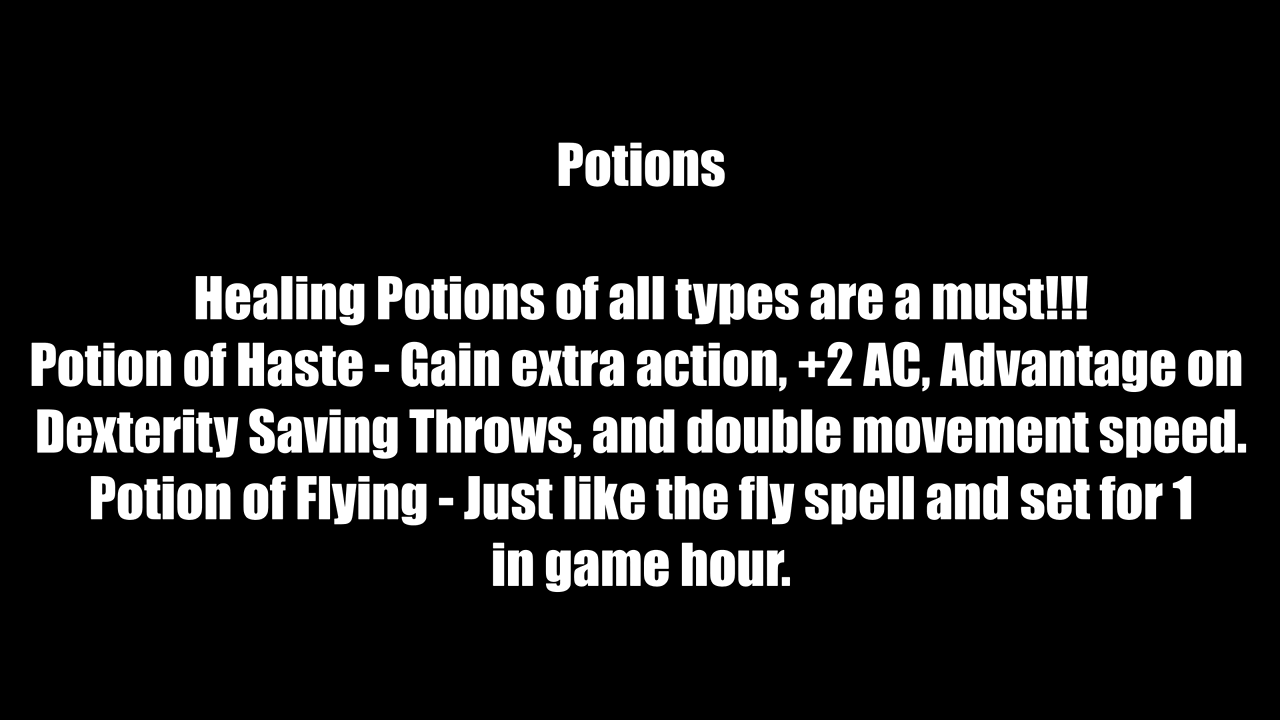 Potions
Healing Potions of all types are a must!!!
Potion of Haste - Gain extra action, +2 AC, Advantage on
Dexterity Saving Throws, and double movement speed.
Potion of Flying - Just like the fly spell and set for 1
in game hour.